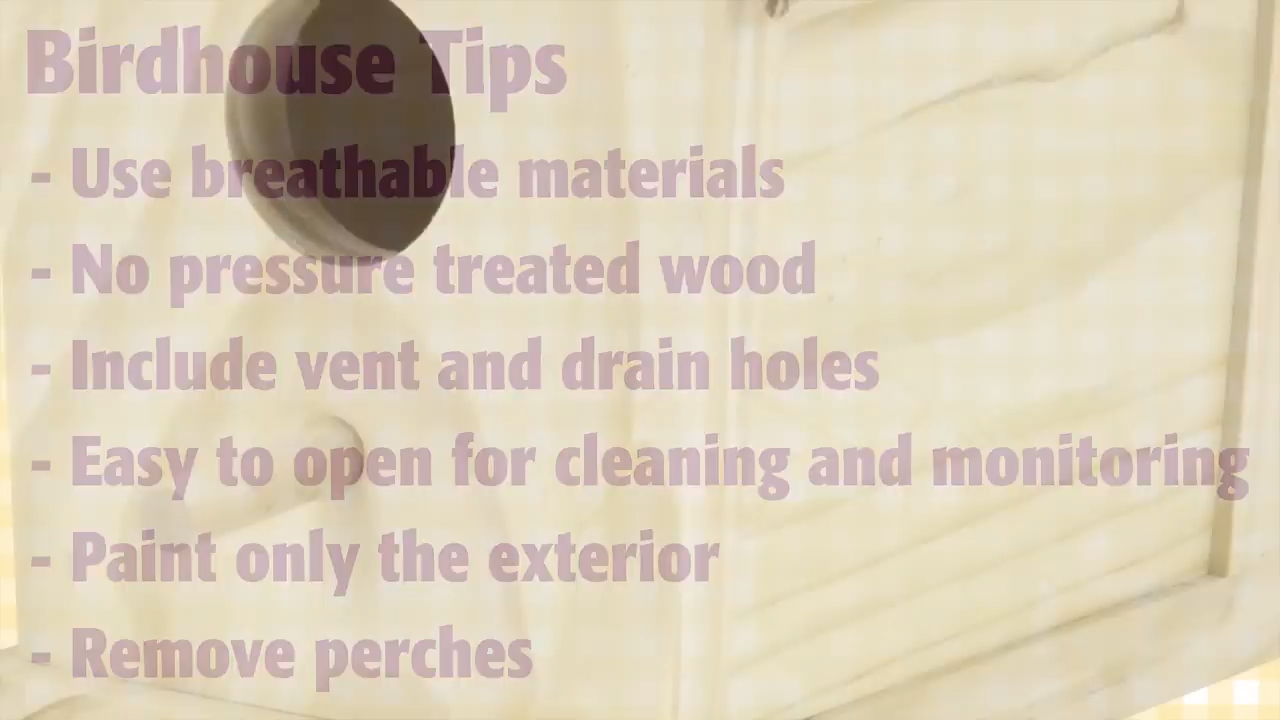 Birdhouse Tips
- Use breathable materials
- No pressure treated wood
- Include vent and drain holes
- Easy to open for cleaning and monitoring
- Paint only the exterior
- Remove perches